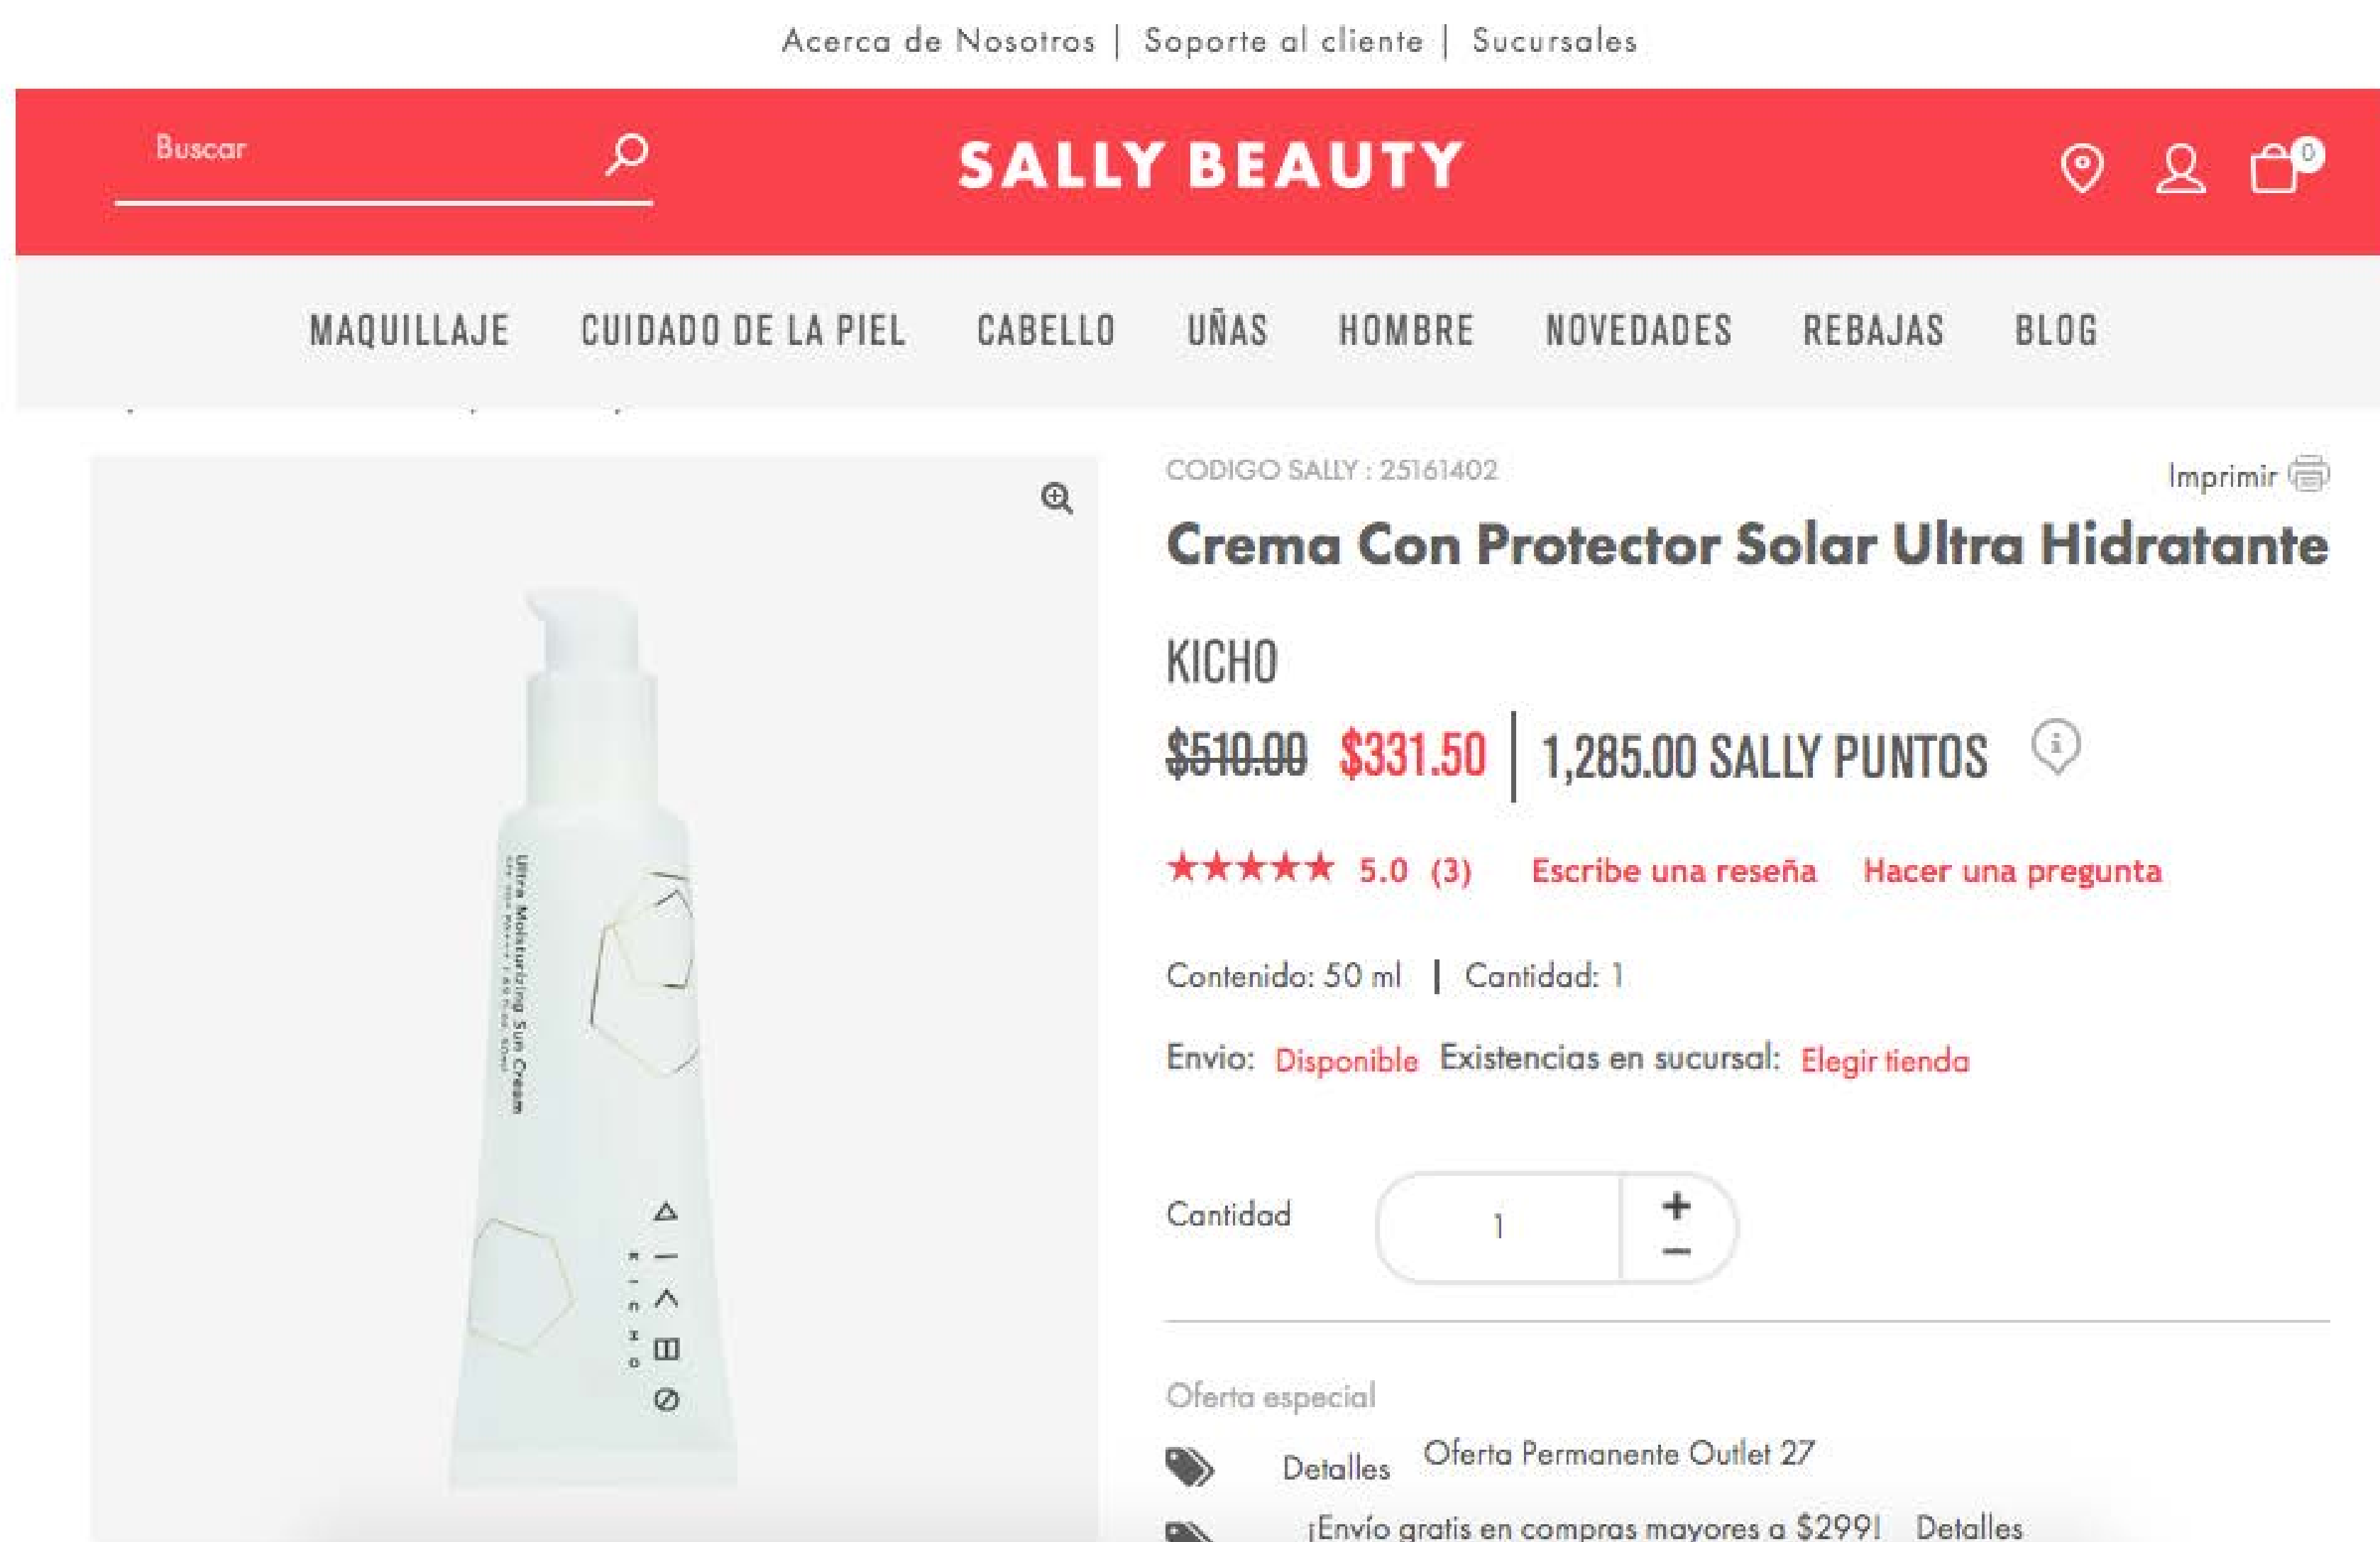 Acerca de Nosotros | Soporte al cliente | Sucursales
Buscar
SALLY BEAUTY
0
MAQUILLAJE CUIDADO DE LA PIEL CABELLO UÑAS HOMBRE NOVEDADES REBAJAS BLOG
CODIGO SALLY : 25161402
Imprimir
Crema Con Protector Solar Ultra Hidratante
KICHO
$510.00 $331.50 | 1,285.00 SALLY PUNTOS
5.0 (3) Escribe una reseña Hacer una pregunta
Contenido: 50 ml | Cantidad: 1
Envio: Disponible Existencias en sucursal: Elegir tienda
Cantidad 1 + −
Oferta especial
Detalles Oferta Permanente Outlet 27
¡Envío gratis en compras mayores a $299! Detalles
Ultra Moisturizing Sun Cream
KICHO